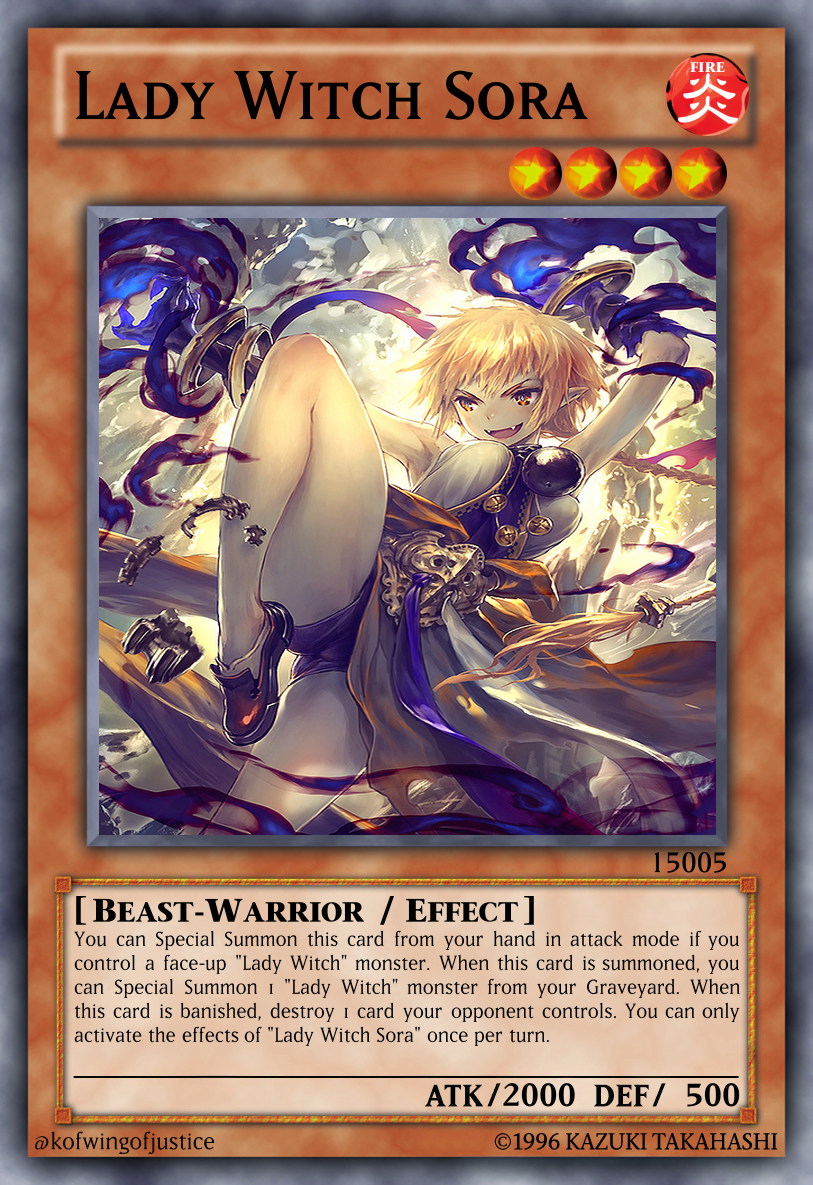 Lady Witch Sora
FIRE
炎
15005
[ Beast-Warrior / Effect ]
You can Special Summon this card from your hand in attack mode if you
control a face-up "Lady Witch" monster. When this card is summoned, you
can Special Summon 1 "Lady Witch" monster from your Graveyard. When
this card is banished, destroy 1 card your opponent controls. You can only
activate the effects of "Lady Witch Sora" once per turn.
ATK/2000 DEF/ 500
@kofwingofjustice
©1996 KAZUKI TAKAHASHI